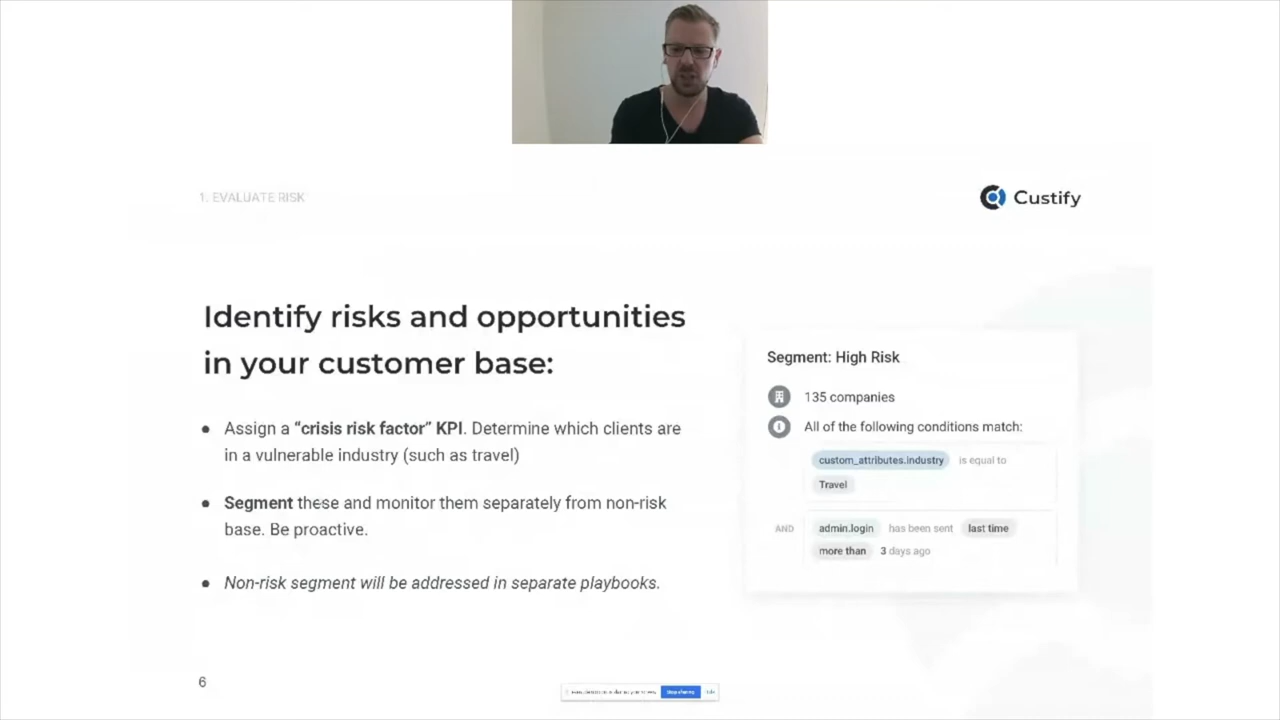 1. EVALUATE RISK
Custify
Identify risks and opportunities
in your customer base:
● Assign a “crisis risk factor” KPI. Determine which clients are
in a vulnerable industry (such as travel)
● Segment these and monitor them separately from non-risk
base. Be proactive.
● Non-risk segment will be addressed in separate playbooks.
Segment: High Risk
135 companies
All of the following conditions match:
custom_attributes.industry is equal to
Travel
AND admin.login has been sent last time
more than 3 days ago
6
Stop sharing